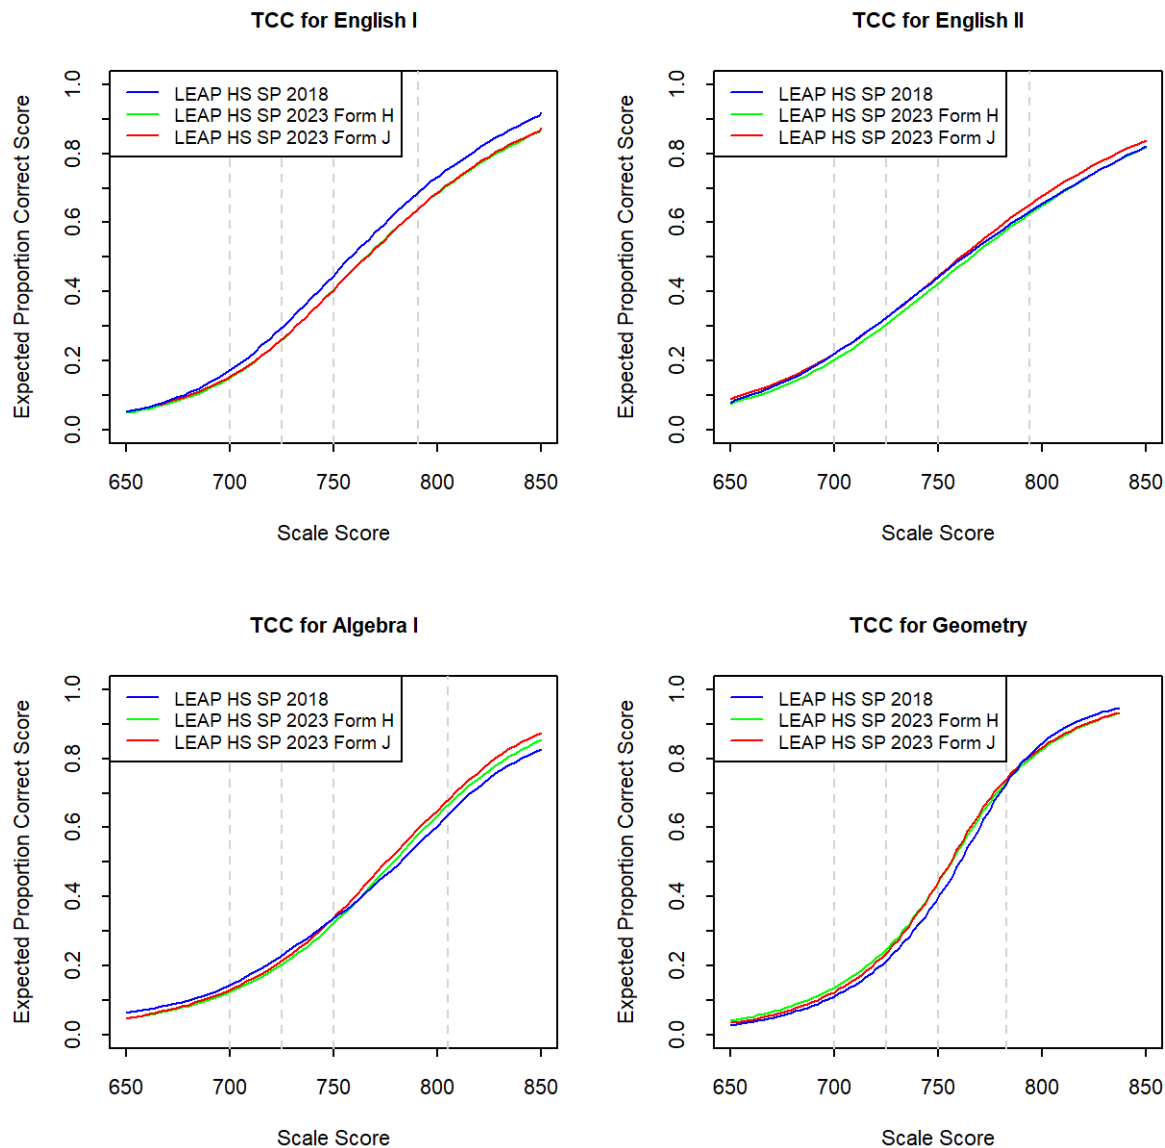 TCC for English I
Expected Proportion Correct Score
1.0
0.8
0.6
0.4
0.2
0.0
LEAP HS SP 2018
LEAP HS SP 2023 Form H
LEAP HS SP 2023 Form J
650 700 750 800 850
Scale Score
TCC for English II
Expected Proportion Correct Score
1.0
0.8
0.6
0.4
0.2
0.0
LEAP HS SP 2018
LEAP HS SP 2023 Form H
LEAP HS SP 2023 Form J
650 700 750 800 850
Scale Score
TCC for Algebra I
Expected Proportion Correct Score
1.0
0.8
0.6
0.4
0.2
0.0
LEAP HS SP 2018
LEAP HS SP 2023 Form H
LEAP HS SP 2023 Form J
650 700 750 800 850
Scale Score
TCC for Geometry
Expected Proportion Correct Score
1.0
0.8
0.6
0.4
0.2
0.0
LEAP HS SP 2018
LEAP HS SP 2023 Form H
LEAP HS SP 2023 Form J
650 700 750 800 850
Scale Score